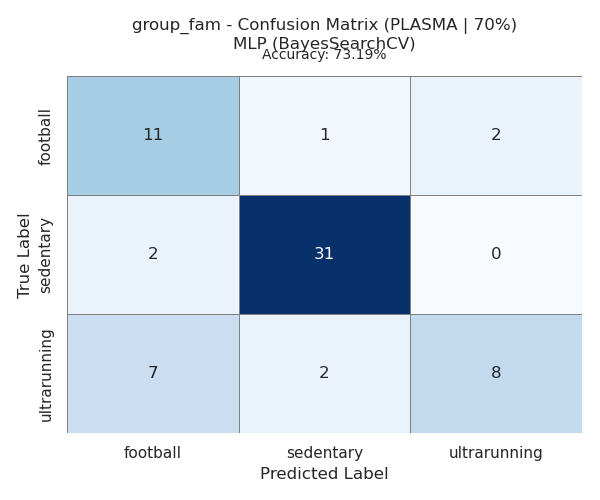 group_fam - Confusion Matrix (PLASMA | 70%)
MLP (BayesSearchCV)
Accuracy: 73.19%
football
11
1
2
True Label
sedentary
2
31
0
ultrarunning
7
2
8
football
sedentary
ultrarunning
Predicted Label